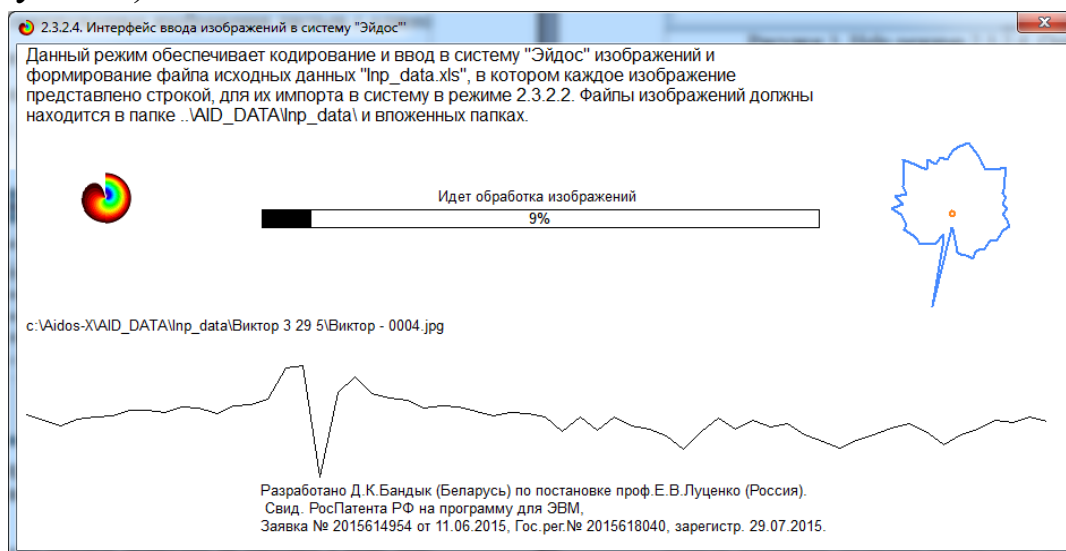 2.3.2.4. Интерфейс ввода изображений в систему "Эйдос"
Данный режим обеспечивает кодирование и ввод в систему "Эйдос" изображений и
формирование файла исходных данных "Inp_data.xls", в котором каждое изображение
представлено строкой, для их импорта в систему в режиме 2.3.2.2. Файлы изображений должны
находится в папке ..\AID_DATA\Inp_data\ и вложенных папках.
Идет обработка изображений
9%
c:\Aidos-X\AID_DATA\Inp_data\Виктор 3 29 5\Виктор - 0004.jpg
Разработано Д.К.Бандык (Беларусь) по постановке проф.Е.В.Луценко (Россия).
Свид. РосПатента РФ на программу для ЭВМ,
Заявка № 2015614954 от 11.06.2015, Гос.рег.№ 2015618040, зарегистр. 29.07.2015.